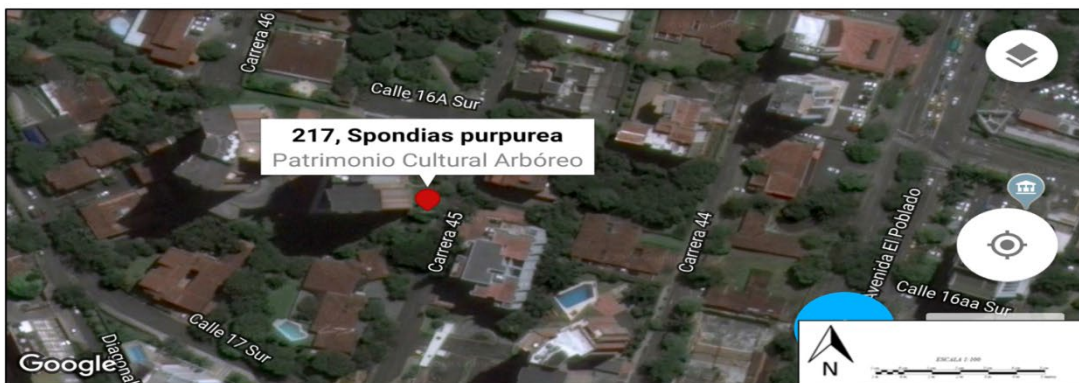 Carrera 46
Calle 16A Sur
217, Spondias purpurea
Patrimonio Cultural Arbóreo
Carrera 45
Carrera 44
Avenida El Poblado
Calle 16aa Sur
Calle 17 Sur
Diagonal
Google
N
ESCALA 1:100